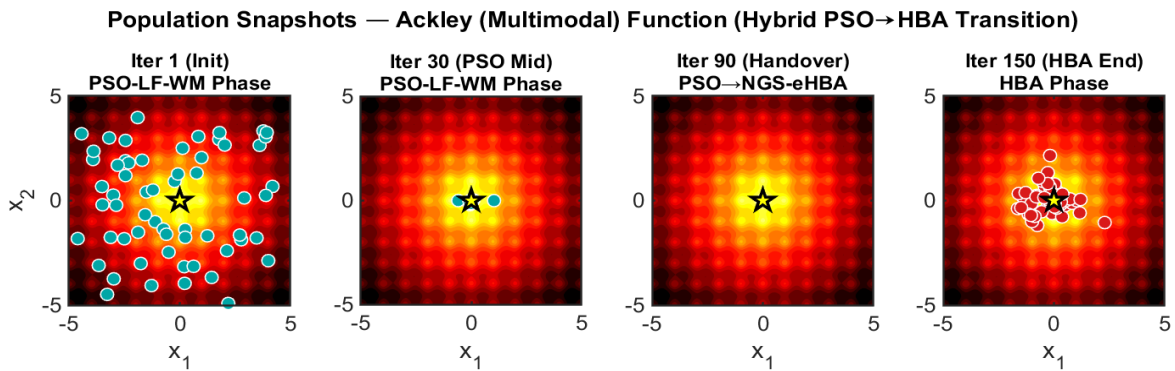 Population Snapshots — Ackley (Multimodal) Function (Hybrid PSO→HBA Transition)
Iter 1 (Init)
PSO-LF-WM Phase
5
0
-5
x2
-5
0
5
x1
Iter 30 (PSO Mid)
PSO-LF-WM Phase
5
0
-5
-5
0
5
x1
Iter 90 (Handover)
PSO→NGS-eHBA
5
0
-5
-5
0
5
x1
Iter 150 (HBA End)
HBA Phase
5
0
-5
-5
0
5
x1